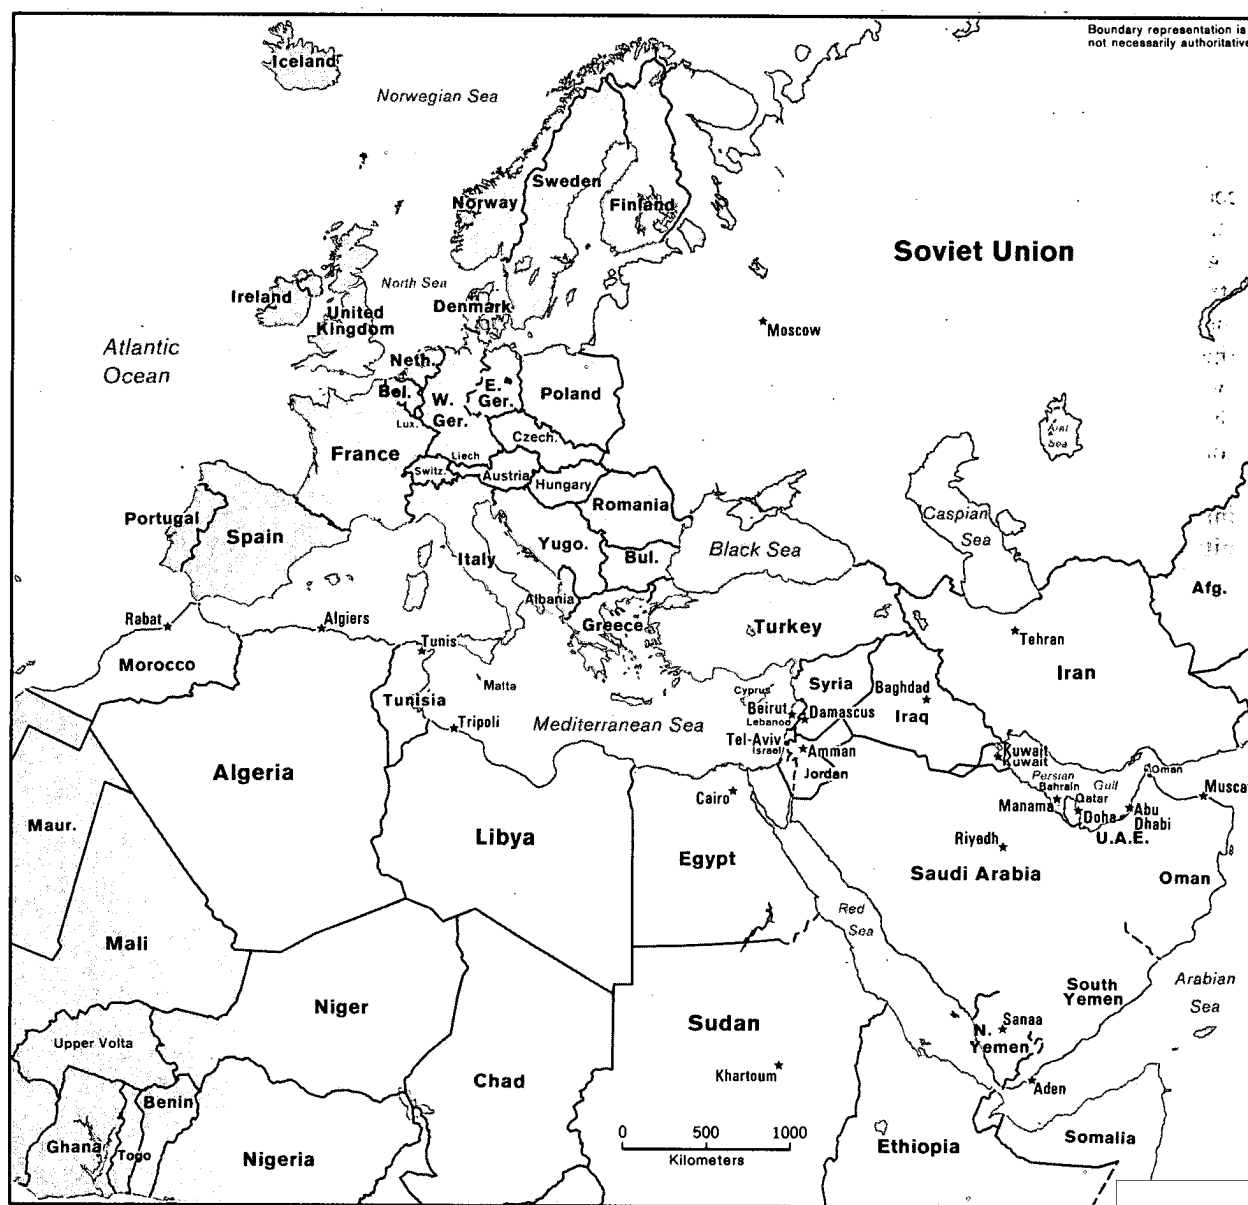 Boundary representation is
not necessarily authoritative
Iceland
Norwegian Sea
Sweden
Norway
Finland
Soviet Union
North Sea
Ireland
United
Kingdom
Denmark
Moscow
Atlantic
Ocean
Neth.
Bel.
W.
Ger.
E.
Ger.
Poland
Lux.
Czech.
France
Liech
Switz.
Austria
Hungary
Aral
Sea
Romania
Caspian
Sea
Portugal
Spain
Italy
Yugo.
Bul.
Black Sea
Albania
Afg.
Rabat
Algiers
Greece
Turkey
Tehran
Tunis
Morocco
Iran
Malta
Tunisia
Cyprus
Syria
Baghdad
Iraq
Beirut
Lebanon
Damascus
Tripoli
Mediterranean Sea
Tel-Aviv
Israel
Amman
Kuwait
Kuwait
Algeria
Jordan
Persian
Gulf
Oman
Bahrain
Cairo
Manama
Qatar
Doha
Abu
Dhabi
Muscat
U.A.E.
Maur.
Libya
Egypt
Riyadh
Saudi Arabia
Oman
Red
Sea
Mali
Niger
South
Yemen
Arabian
Sea
Sudan
Sanaa
N.
Yemen
Upper Volta
Khartoum
Chad
Aden
Benin
Ghana
Togo
Nigeria
0 500 1000
Kilometers
Ethiopia
Somalia